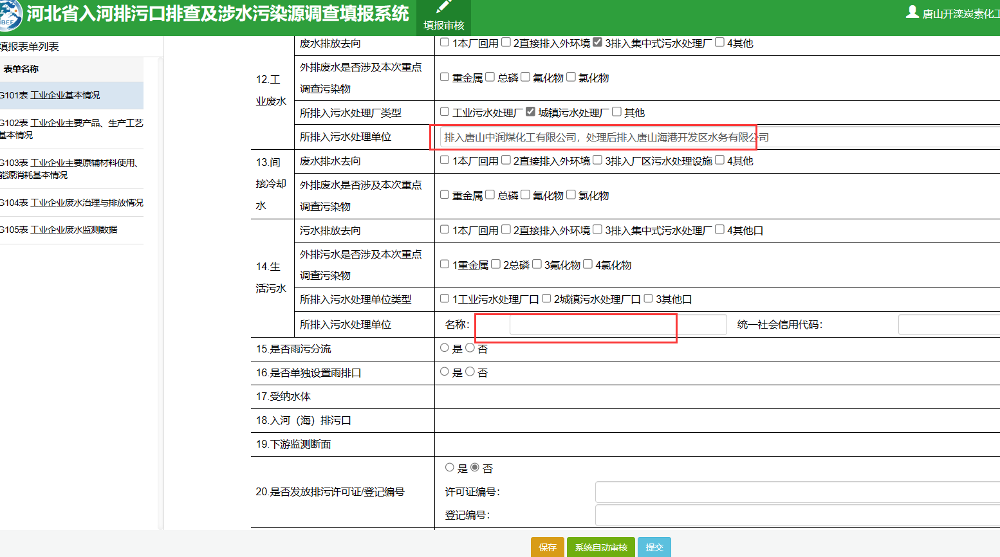 河北省入河排污口排查及涉水污染源调查填报系统
填报审核
唐山开滦炭素化工
填报表单列表
表单名称
G101表 工业企业基本情况
G102表 工业企业主要产品、生产工艺
基本情况
G103表 工业企业主要原辅材料使用、
能源消耗基本情况
G104表 工业企业废水治理与排放情况
G105表 工业企业废水监测数据
12.工
业废水
废水排放去向
1本厂回用 2直接排入外环境 3排入集中式污水处理厂 4其他
外排废水是否涉及本次重点
调查污染物
重金属 总磷 氟化物 氯化物
所排入污水处理厂类型
工业污水处理厂 城镇污水处理厂 其他
所排入污水处理单位
排入唐山中润煤化工有限公司，处理后排入唐山海港开发区水务有限公司
13.间
接冷却
水
废水排水去向
1本厂回用 2直接排入外环境 3排入厂区污水处理设施 4其他
外排废水是否涉及本次重点
调查污染物
重金属 总磷 氟化物 氯化物
14.生
活污水
污水排放去向
1本厂回用 2直接排入外环境 3排入集中式污水处理厂 4其他口
外排污水是否涉及本次重点
调查污染物
1重金属 2总磷 3氟化物 4氯化物
所排入污水处理单位类型
1工业污水处理厂口 2城镇污水处理厂口 3其他口
所排入污水处理单位
名称： 统一社会信用代码：
15.是否雨污分流
是 否
16.是否单独设置雨排口
是 否
17.受纳水体
18.入河（海）排污口
19.下游监测断面
20.是否发放排污许可证/登记编号
是 否
许可证编号：
登记编号：
保存 系统自动审核 提交